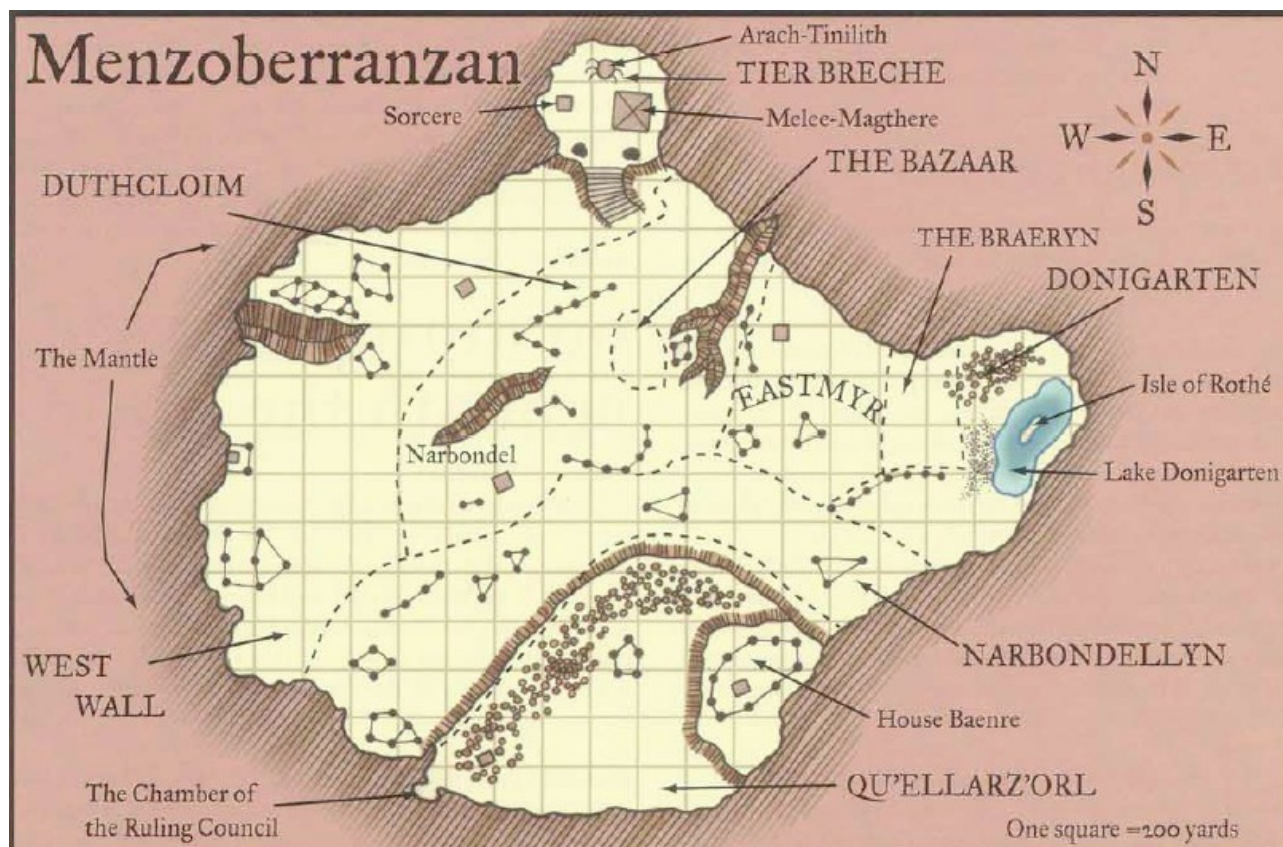 Menzoberranzan
Arach-Tinilith
TIER BRECHE
Sorcere
Melee-Magthere
N
W
E
S
THE BAZAAR
DUTHCLOIM
THE BRAERYN
DONIGARTEN
The Mantle
Isle of Rothé
EASTMYR
Narbondel
Lake Donigarten
WEST
WALL
NARBONDELLYN
House Baenre
QU'ELLARZ'ORL
The Chamber of
the Ruling Council
One square =200 yards